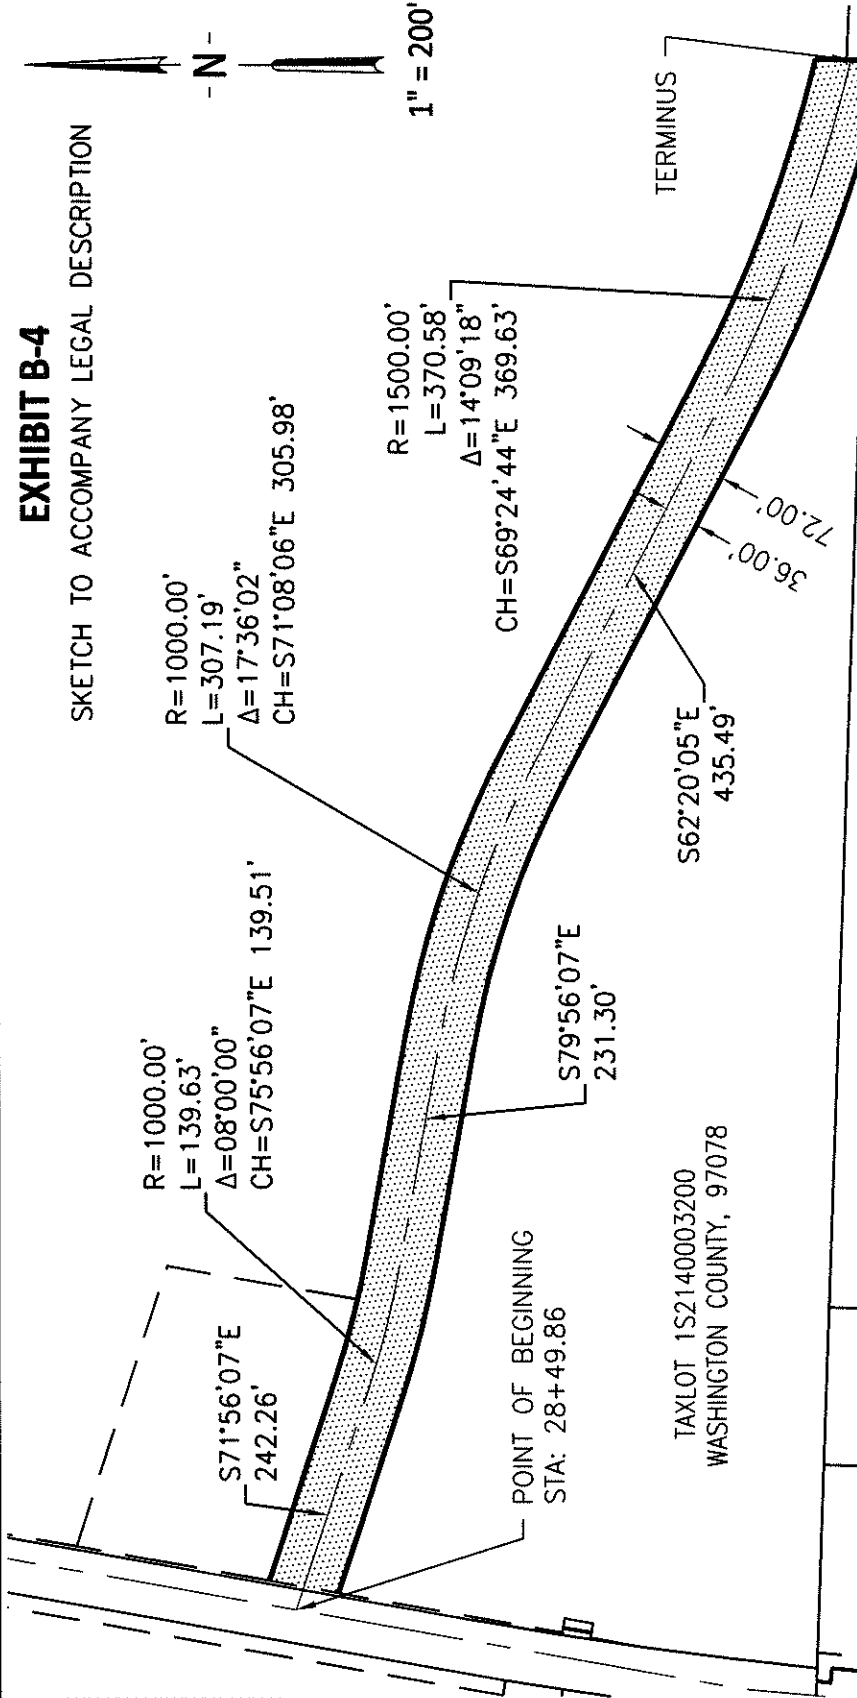 EXHIBIT B-4
SKETCH TO ACCOMPANY LEGAL DESCRIPTION
-N-
1" = 200'
S71°56'07"E
242.26'
R=1000.00'
L=139.63'
Δ=08°00'00"
CH=S75°56'07"E 139.51'
R=1000.00'
L=307.19'
Δ=17°36'02"
CH=S71°08'06"E 305.98'
R=1500.00'
L=370.58'
Δ=14°09'18"
CH=S69°24'44"E 369.63'
TERMINUS
POINT OF BEGINNING
STA: 28+49.86
S79°56'07"E
231.30'
S62°20'05"E
435.49'
36.00'
72.00'
TAXLOT 1S2140003200
WASHINGTON COUNTY, 97078